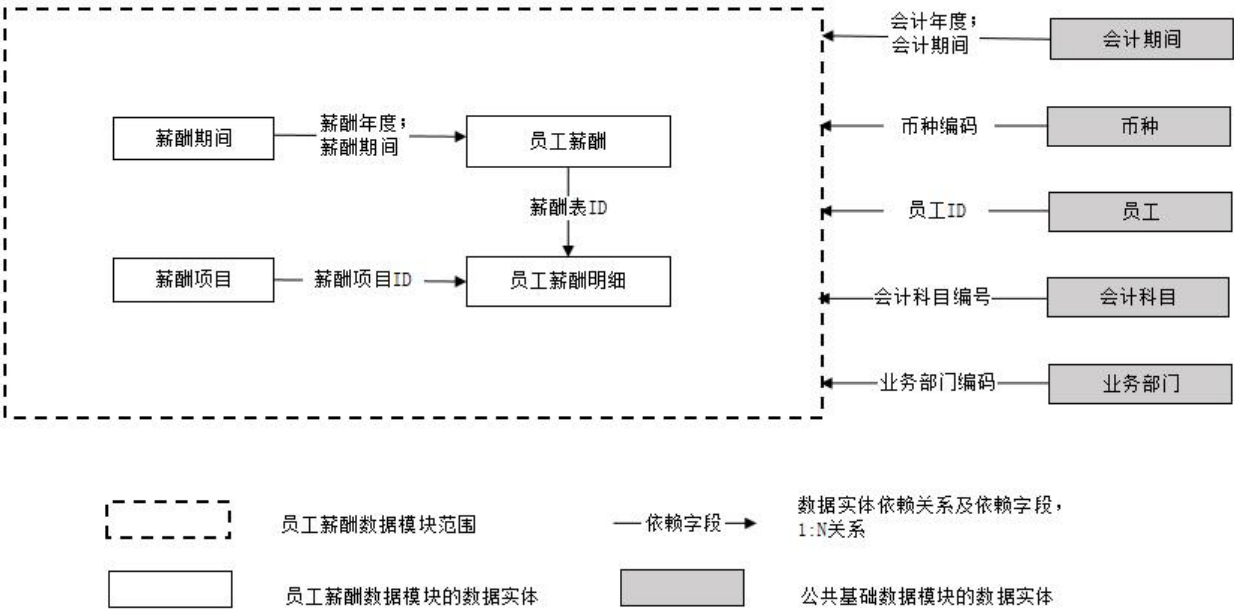 会计年度；
会计期间
会计期间
薪酬期间
薪酬年度；
薪酬期间
员工薪酬
币种编码
币种
薪酬表ID
员工ID
员工
薪酬项目
薪酬项目ID
员工薪酬明细
会计科目编号
会计科目
业务部门编码
业务部门
员工薪酬数据模块范围
依赖字段
数据实体依赖关系及依赖字段，
1:N关系
员工薪酬数据模块的数据实体
公共基础数据模块的数据实体